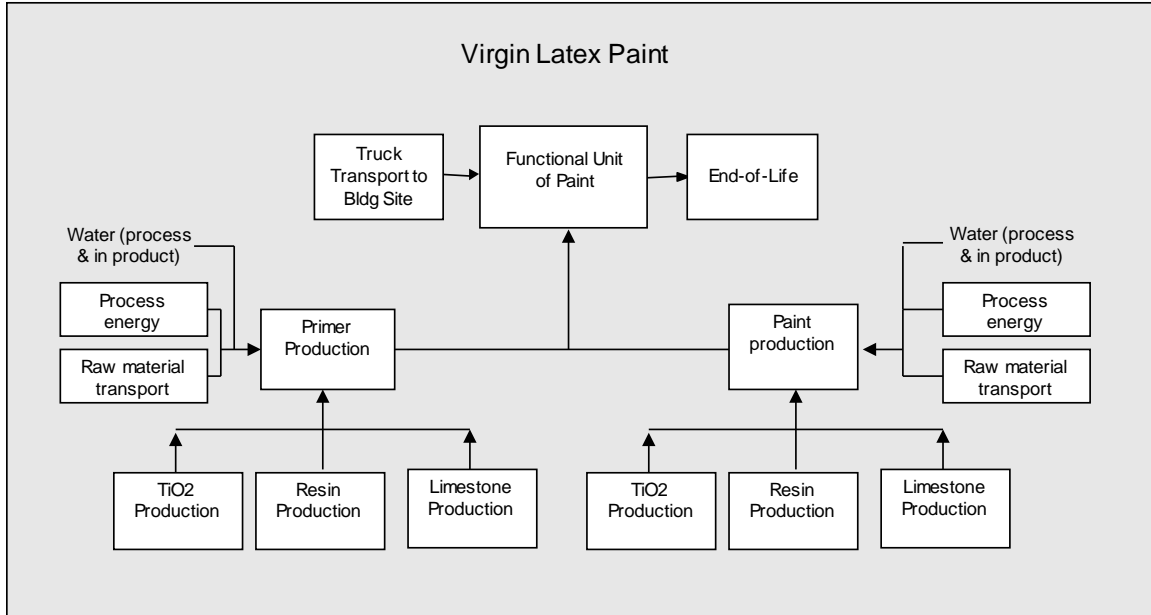 Virgin Latex Paint
Truck
Transport to
Bldg Site
Functional Unit
of Paint
End-of-Life
Water (process
& in product)
Process
energy
Raw material
transport
Primer
Production
Paint
production
Water (process
& in product)
Process
energy
Raw material
transport
TiO2
Production
Resin
Production
Limestone
Production
TiO2
Production
Resin
Production
Limestone
Production